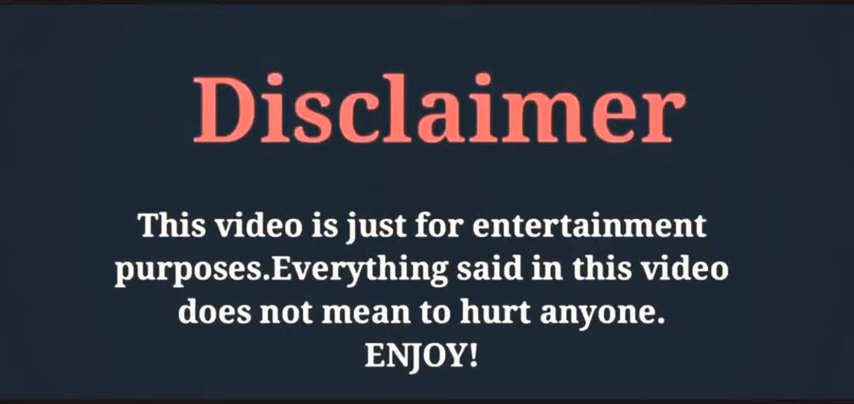 Disclaimer
This video is just for entertainment
purposes.Everything said in this video
does not mean to hurt anyone.
ENJOY!